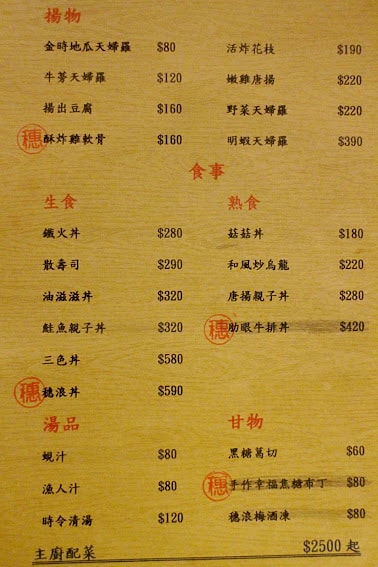 揚物
金時地瓜天婦羅 $80
牛蒡天婦羅 $120
揚出豆腐 $160
穗 酥炸雞軟骨 $160
活炸花枝 $190
嫩雞唐揚 $220
野菜天婦羅 $220
明蝦天婦羅 $390
食事
生食
鐵火丼 $280
散壽司 $290
油滋滋丼 $320
鮭魚親子丼 $320
三色丼 $580
穗 穗浪丼 $590
熟食
菇菇丼 $180
和風炒烏龍 $220
唐揚親子丼 $280
穗 肋眼牛排丼 $420
湯品
蜆汁 $80
漁人汁 $80
時令清湯 $120
甘物
黑糖葛切 $60
穗 手作幸福焦糖布丁 $80
穗浪梅酒凍 $80
主廚配菜 $2500 起